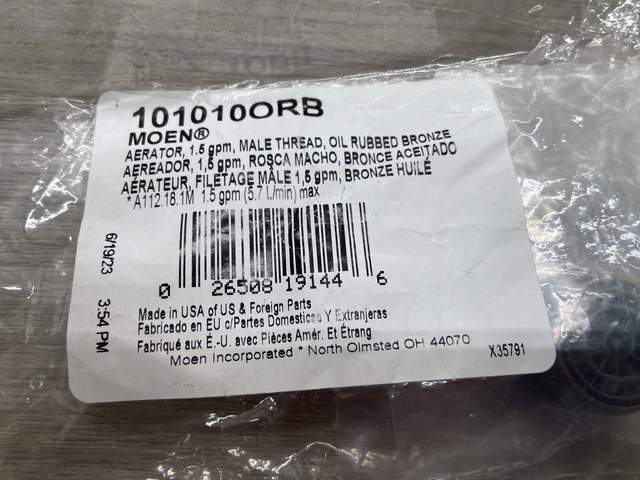 101010ORB
MOEN®
AERATOR, 1.5 gpm, MALE THREAD, OIL RUBBED BRONZE
AEREADOR, 1,5 gpm, ROSCA MACHO, BRONCE ACEITADO
AÉRATEUR, FILETAGE MÂLE 1,5 gpm, BRONZE HUILÉ
* A112.18.1M 1.5 gpm (5.7 L/min) max
0 26508 19144 6
Made in USA of US & Foreign Parts
Fabricado en EU c/Partes Domesticas Y Extranjeras
Fabriqué aux É.-U. avec Pièces Amér. Et Étrang
Moen Incorporated * North Olmsted OH 44070
X35791
6/19/23 3:54 PM